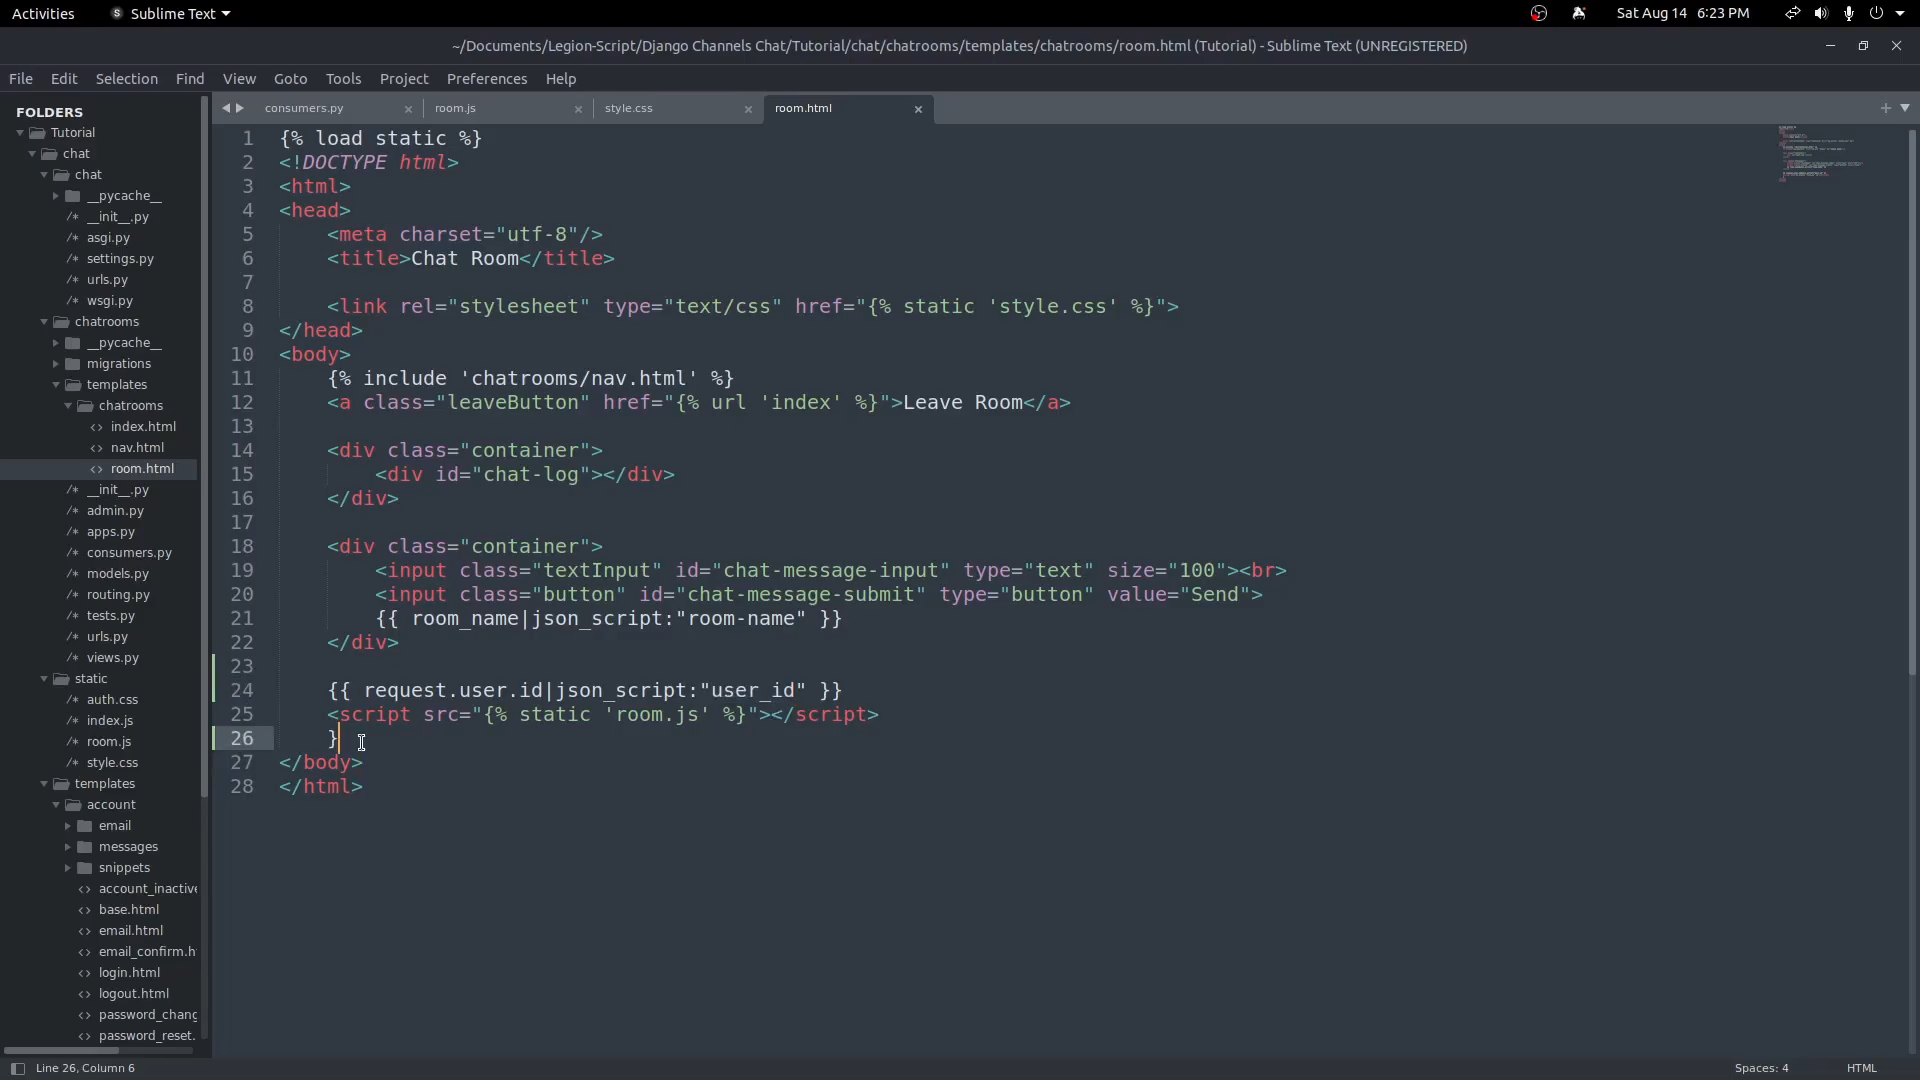 Activities
Sublime Text
Sat Aug 14 6:23 PM
~/Documents/Legion-Script/Django Channels Chat/Tutorial/chat/chatrooms/templates/chatrooms/room.html (Tutorial) - Sublime Text (UNREGISTERED)
File Edit Selection Find View Goto Tools Project Preferences Help
FOLDERS
Tutorial
chat
chat
__pycache__
/* __init__.py
/* asgi.py
/* settings.py
/* urls.py
/* wsgi.py
chatrooms
__pycache__
migrations
templates
chatrooms
<> index.html
<> nav.html
<> room.html
/* __init__.py
/* admin.py
/* apps.py
/* consumers.py
/* models.py
/* routing.py
/* tests.py
/* urls.py
/* views.py
static
/* auth.css
/* index.js
/* room.js
/* style.css
templates
account
email
messages
snippets
<> account_inactive
<> base.html
<> email.html
<> email_confirm.h
<> login.html
<> logout.html
<> password_chang
<> password_reset.
consumers.py
room.js
style.css
room.html
1 {% load static %}
2 <!DOCTYPE html>
3 <html>
4 <head>
5 <meta charset="utf-8"/>
6 <title>Chat Room</title>
7
8 <link rel="stylesheet" type="text/css" href="{% static 'style.css' %}">
9 </head>
10 <body>
11 {% include 'chatrooms/nav.html' %}
12 <a class="leaveButton" href="{% url 'index' %}">Leave Room</a>
13
14 <div class="container">
15 <div id="chat-log"></div>
16 </div>
17
18 <div class="container">
19 <input class="textInput" id="chat-message-input" type="text" size="100"><br>
20 <input class="button" id="chat-message-submit" type="button" value="Send">
21 {{ room_name|json_script:"room-name" }}
22 </div>
23
24 {{ request.user.id|json_script:"user_id" }}
25 <script src="{% static 'room.js' %}"></script>
26 }
27 </body>
28 </html>
Line 26, Column 6
Spaces: 4
HTML